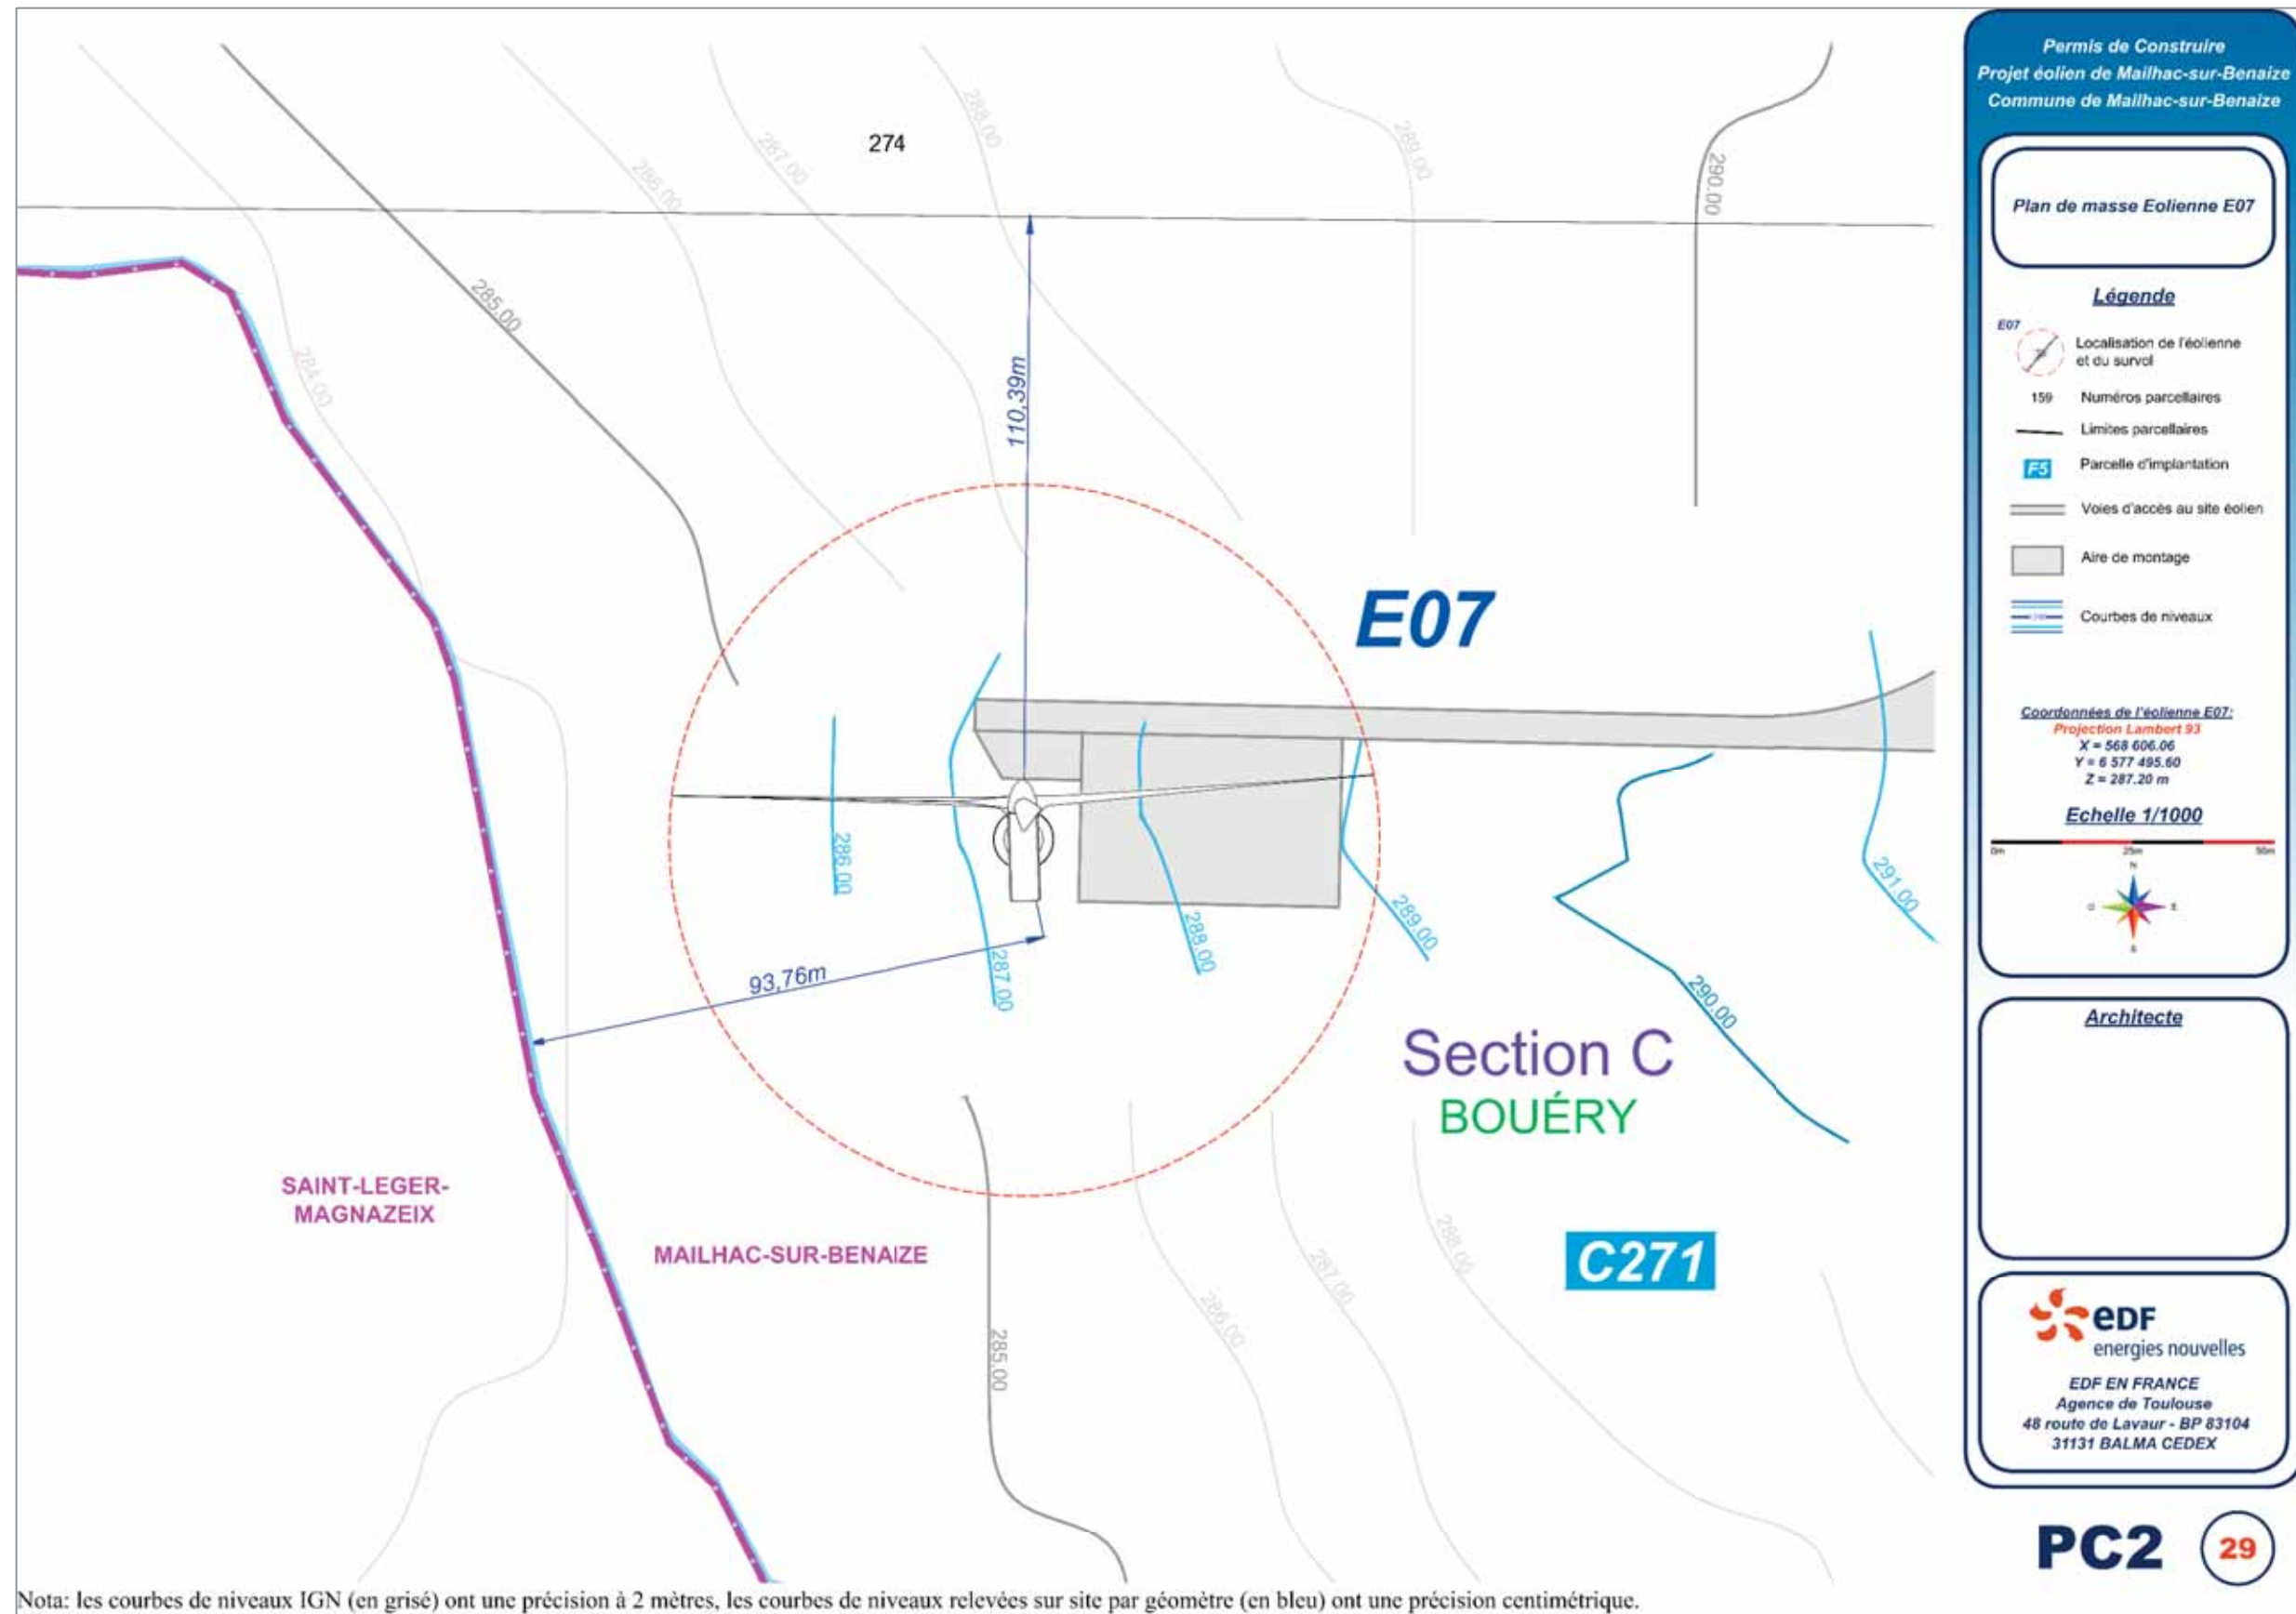 288.00
289.00
274
287.00
286.00
290.00
285.00
284.00
110,39m
E07
286.00
287.00
288.00
289.00
290.00
291.00
93,76m
Section C
BOUÉRY
C271
SAINT-LEGER-
MAGNAZEIX
MAILHAC-SUR-BENAIZE
285.00
286.00
287.00
288.00
Permis de Construire
Projet éolien de Mailhac-sur-Benaize
Commune de Mailhac-sur-Benaize
Plan de masse Eolienne E07
Légende
E07
Localisation de l'éolienne
et du survol
159 Numéros parcellaires
Limites parcellaires
F5 Parcelle d'implantation
Voies d'accès au site éolien
Aire de montage
Courbes de niveaux
Coordonnées de l'éolienne E07:
Projection Lambert 93
X = 568 606.06
Y = 6 577 495.60
Z = 287.20 m
Echelle 1/1000
0m 25m 50m
N
O E
S
Architecte
eDF
energies nouvelles
EDF EN FRANCE
Agence de Toulouse
48 route de Lavaur - BP 83104
31131 BALMA CEDEX
PC2 29
Nota: les courbes de niveaux IGN (en grisé) ont une précision à 2 mètres, les courbes de niveaux relevées sur site par géomètre (en bleu) ont une précision centimétrique.